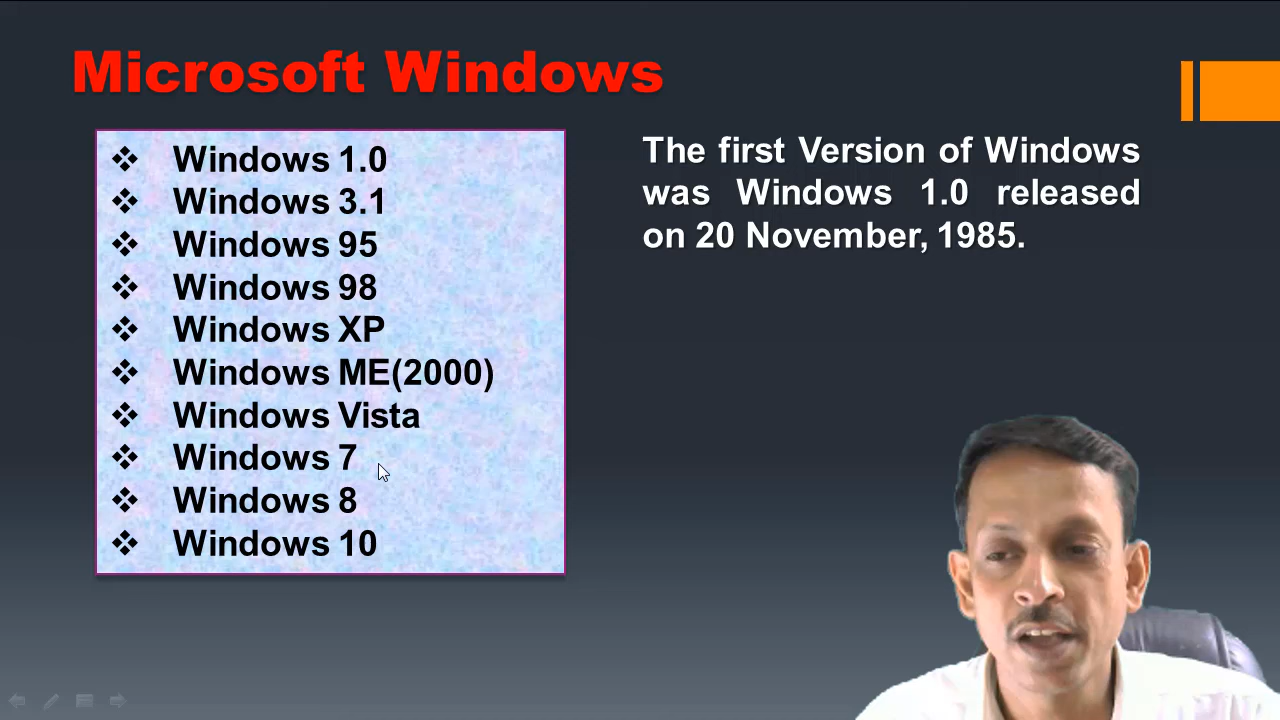 Microsoft Windows
Windows 1.0
Windows 3.1
Windows 95
Windows 98
Windows XP
Windows ME(2000)
Windows Vista
Windows 7
Windows 8
Windows 10
The first Version of Windows
was Windows 1.0 released
on 20 November, 1985.